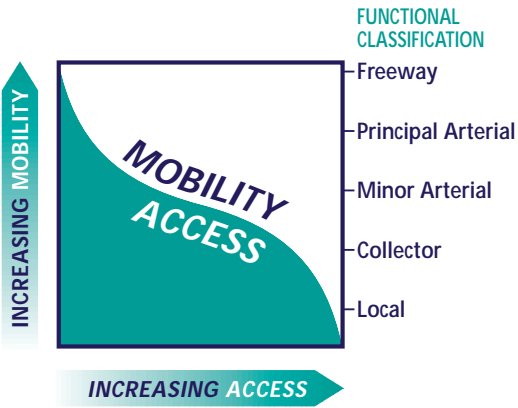 FUNCTIONAL
CLASSIFICATION
Freeway
Principal Arterial
Minor Arterial
Collector
Local
INCREASING MOBILITY
MOBILITY
ACCESS
INCREASING ACCESS